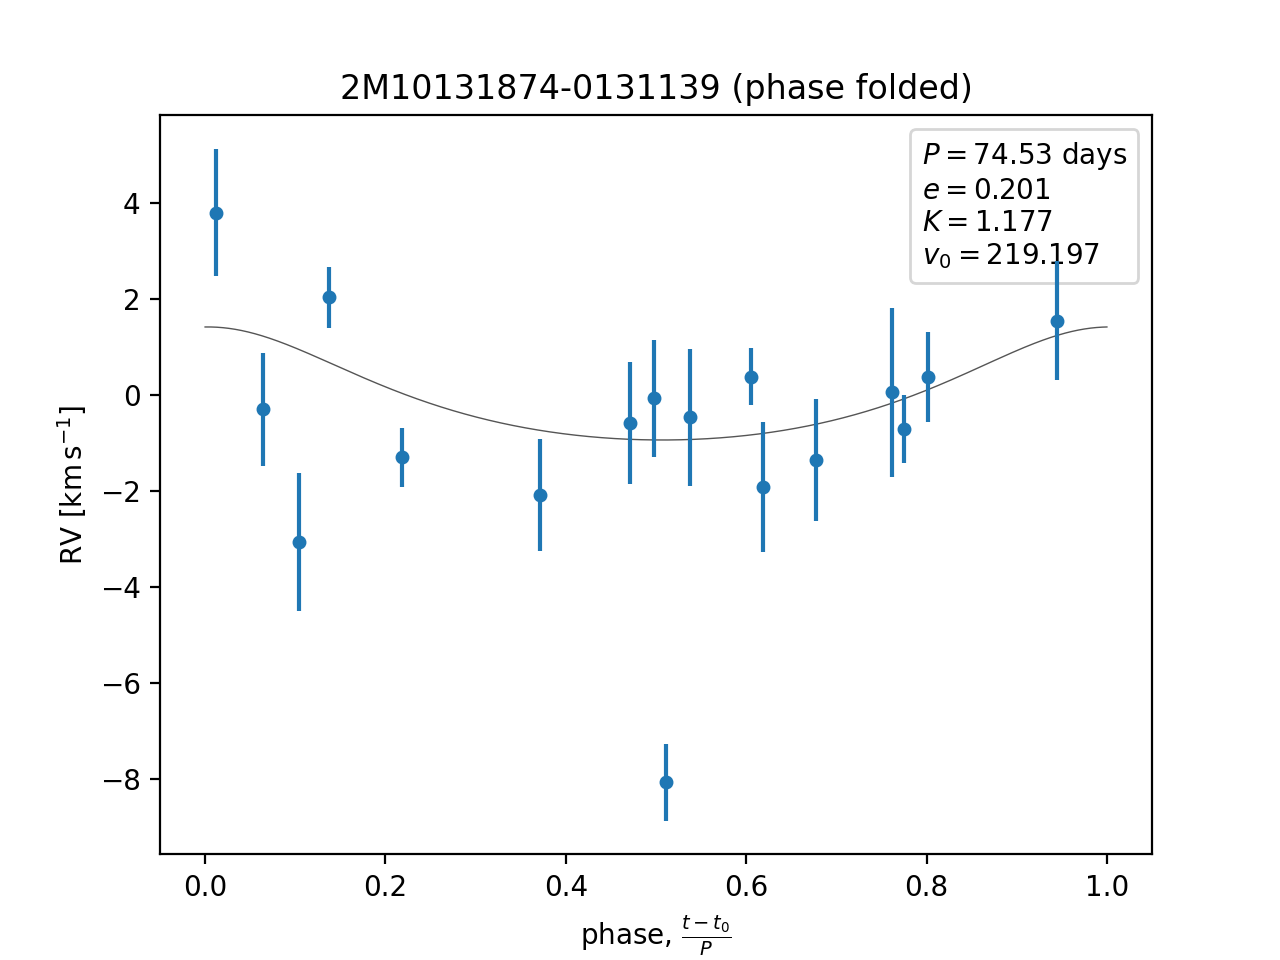 2M10131874-0131139 (phase folded)
P = 74.53 days
e = 0.201
K = 1.177
v₀ = 219.197
4
2
0
−2
−4
−6
−8
RV [km s⁻¹]
0.0 0.2 0.4 0.6 0.8 1.0
phase, (t − t₀)/P